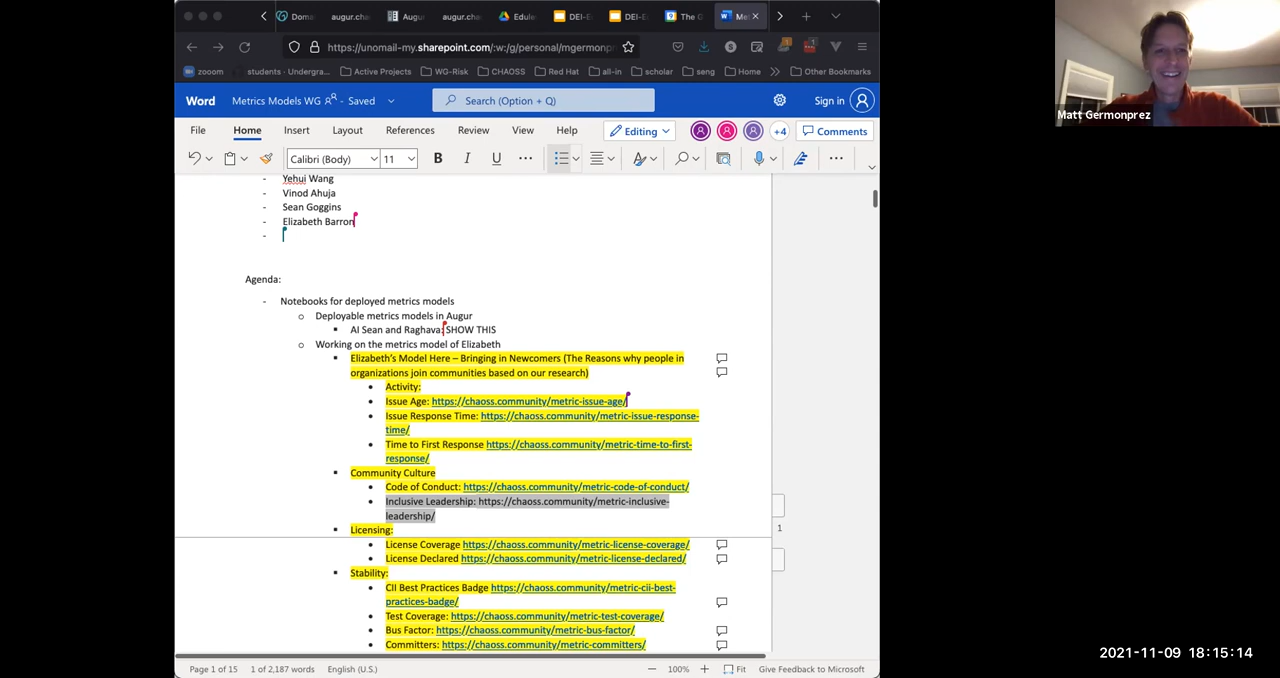 Doma
augur.cha
Augu
augur.cha
Edule
DEI-E
DEI-E
The G
Me
https://unomail-my.sharepoint.com/:w:/g/personal/mgermonpr
zooom
students - Undergra...
Active Projects
WG-Risk
CHAOSS
Red Hat
all-in
scholar
seng
Home
Other Bookmarks
Word
Metrics Models WG
- Saved
Search (Option + Q)
Sign in
File
Home
Insert
Layout
References
Review
View
Help
Editing
+4
Comments
Calibri (Body)
11
B
I
U
- Yehui Wang
- Vinod Ahuja
- Sean Goggins
- Elizabeth Barron
-
Agenda:
- Notebooks for deployed metrics models
o Deployable metrics models in Augur
▪ AI Sean and Raghava: SHOW THIS
o Working on the metrics model of Elizabeth
▪ Elizabeth's Model Here – Bringing in Newcomers (The Reasons why people in
organizations join communities based on our research)
• Activity:
• Issue Age: https://chaoss.community/metric-issue-age/
• Issue Response Time: https://chaoss.community/metric-issue-response-
time/
• Time to First Response https://chaoss.community/metric-time-to-first-
response/
▪ Community Culture
• Code of Conduct: https://chaoss.community/metric-code-of-conduct/
• Inclusive Leadership: https://chaoss.community/metric-inclusive-
leadership/
▪ Licensing:
• License Coverage https://chaoss.community/metric-license-coverage/
• License Declared https://chaoss.community/metric-license-declared/
▪ Stability:
• CII Best Practices Badge https://chaoss.community/metric-cii-best-
practices-badge/
• Test Coverage: https://chaoss.community/metric-test-coverage/
• Bus Factor: https://chaoss.community/metric-bus-factor/
• Committers: https://chaoss.community/metric-committers/
1
Page 1 of 15
1 of 2,187 words
English (U.S.)
100%
Fit
Give Feedback to Microsoft
Matt Germonprez
2021-11-09 18:15:14